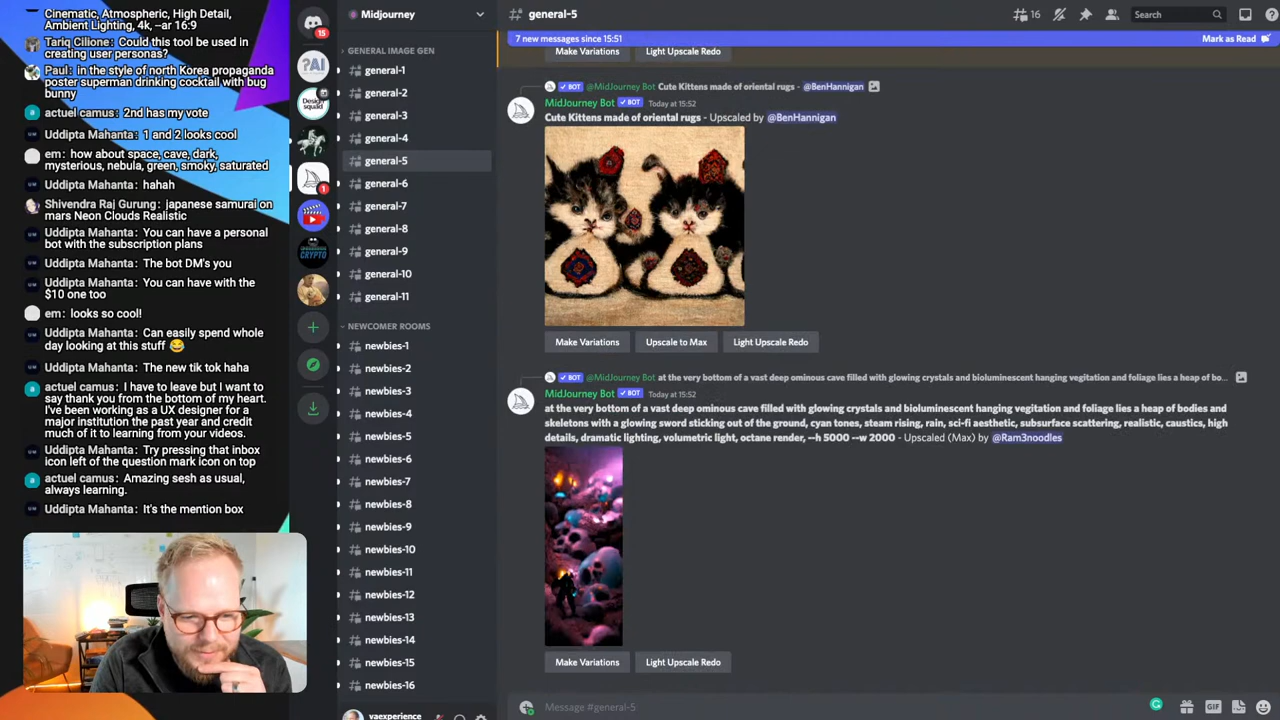 Cinematic, Atmospheric, High Detail,
Ambient Lighting, 4k, --ar 16:9
Tariq Cilione: Could this tool be used in
creating user personas?
Paul: in the style of north Korea propaganda
poster superman drinking cocktail with bug
bunny
actuel camus: 2nd has my vote
Uddipta Mahanta: 1 and 2 looks cool
em: how about space, cave, dark,
mysterious, nebula, green, smoky, saturated
Uddipta Mahanta: hahah
Shivendra Raj Gurung: japanese samurai on
mars Neon Clouds Realistic
Uddipta Mahanta: You can have a personal
bot with the subscription plans
Uddipta Mahanta: The bot DM's you
Uddipta Mahanta: You can have with the
$10 one too
em: looks so cool!
Uddipta Mahanta: Can easily spend whole
day looking at this stuff 😂
Uddipta Mahanta: The new tik tok haha
actuel camus: I have to leave but I want to
say thank you from the bottom of my heart.
I've been working as a UX designer for a
major institution the past year and credit
much of it to learning from your videos.
Uddipta Mahanta: Try pressing that inbox
icon left of the question mark icon on top
actuel camus: Amazing sesh as usual,
always learning.
Uddipta Mahanta: It's the mention box
15
?AI
Design
squad
1
CRYPTO
Midjourney
GENERAL IMAGE GEN
general-1
general-2
general-3
general-4
general-5
general-6
general-7
general-8
general-9
general-10
general-11
NEWCOMER ROOMS
newbies-1
newbies-2
newbies-3
newbies-4
newbies-5
newbies-6
newbies-7
newbies-8
newbies-9
newbies-10
newbies-11
newbies-12
newbies-13
newbies-14
newbies-15
newbies-16
vaexperience
general-5
16
Search
7 new messages since 15:51
Mark as Read
Make Variations
Light Upscale Redo
BOT @MidJourney Bot Cute Kittens made of oriental rugs - @BenHannigan
MidJourney Bot BOT Today at 15:52
Cute Kittens made of oriental rugs - Upscaled by @BenHannigan
Make Variations
Upscale to Max
Light Upscale Redo
BOT @MidJourney Bot at the very bottom of a vast deep ominous cave filled with glowing crystals and bioluminescent hanging vegitation and foliage lies a heap of bo...
MidJourney Bot BOT Today at 15:52
at the very bottom of a vast deep ominous cave filled with glowing crystals and bioluminescent hanging vegitation and foliage lies a heap of bodies and
skeletons with a glowing sword sticking out of the ground, cyan tones, steam rising, rain, sci-fi aesthetic, subsurface scattering, realistic, caustics, high
details, dramatic lighting, volumetric light, octane render, --h 5000 --w 2000 - Upscaled (Max) by @Ram3noodles
Make Variations
Light Upscale Redo
Message #general-5
GIF